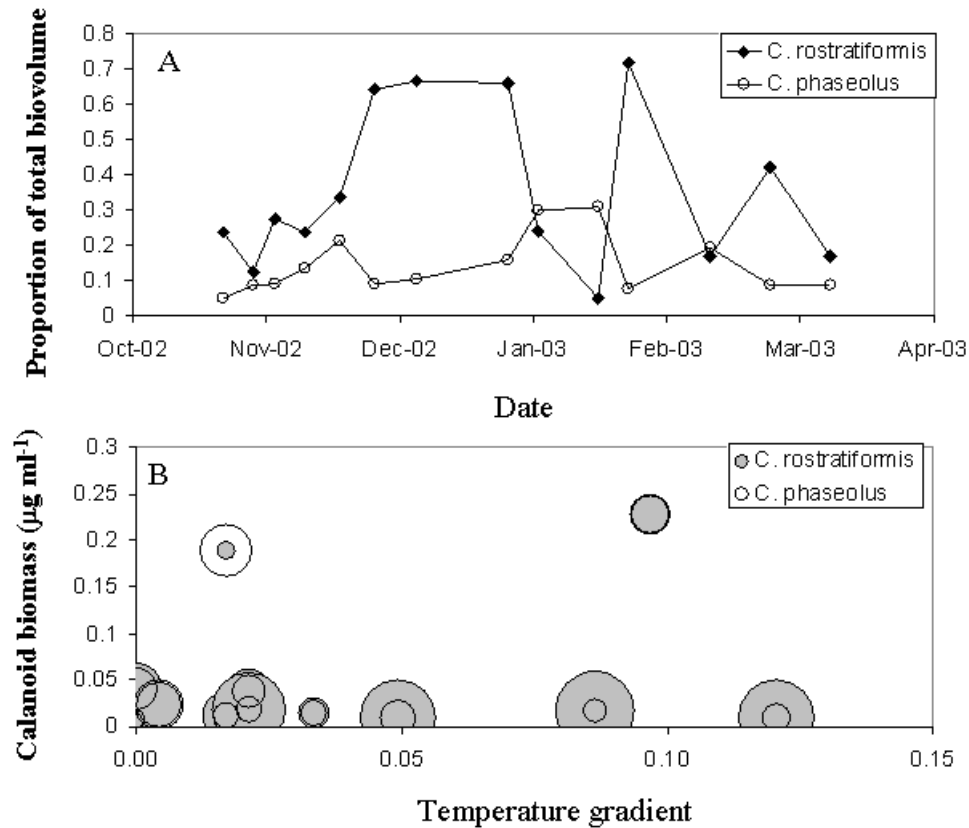 A
C. rostratiformis
C. phaseolus
Proportion of total biovolume
0.8
0.7
0.6
0.5
0.4
0.3
0.2
0.1
0
Oct-02 Nov-02 Dec-02 Jan-03 Feb-03 Mar-03 Apr-03
Date
B
C. rostratiformis
C. phaseolus
Calanoid biomass (µg ml-1)
0.3
0.25
0.2
0.15
0.1
0.05
0
0.00 0.05 0.10 0.15
Temperature gradient